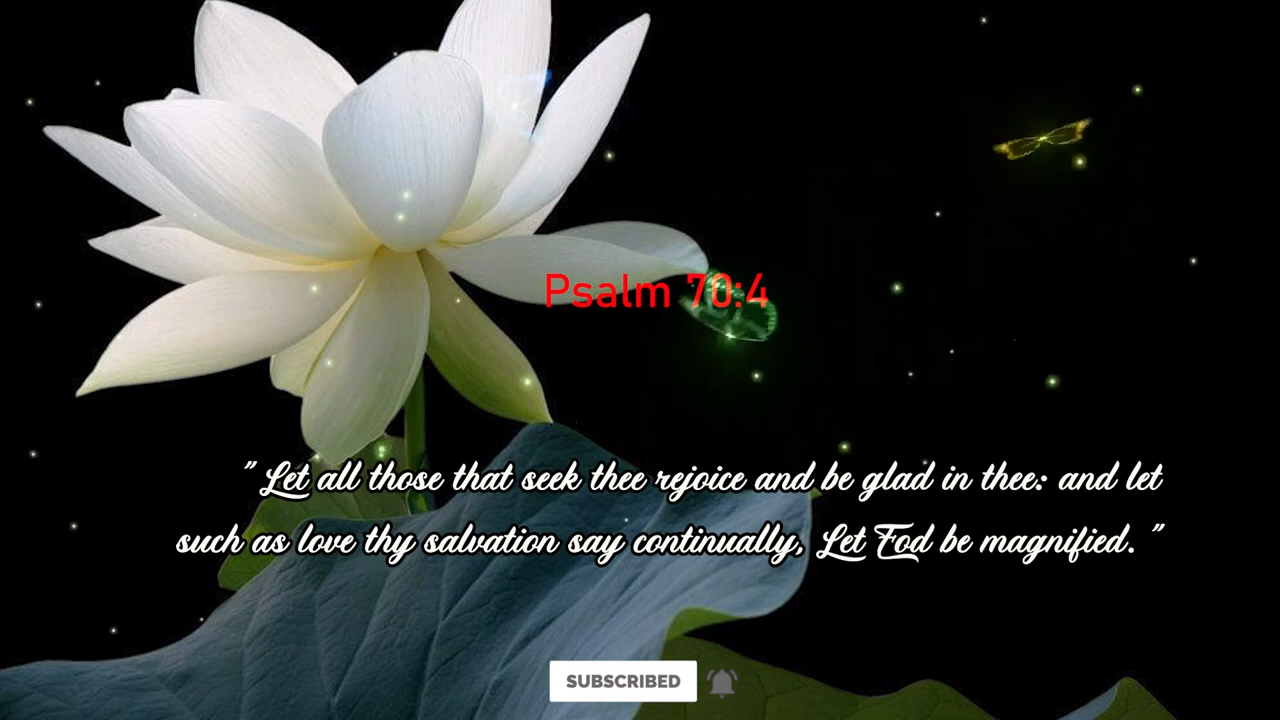 Psalm 70:4
" Let all those that seek thee rejoice and be glad in thee: and let
such as love thy salvation say continually, Let God be magnified. "
SUBSCRIBED